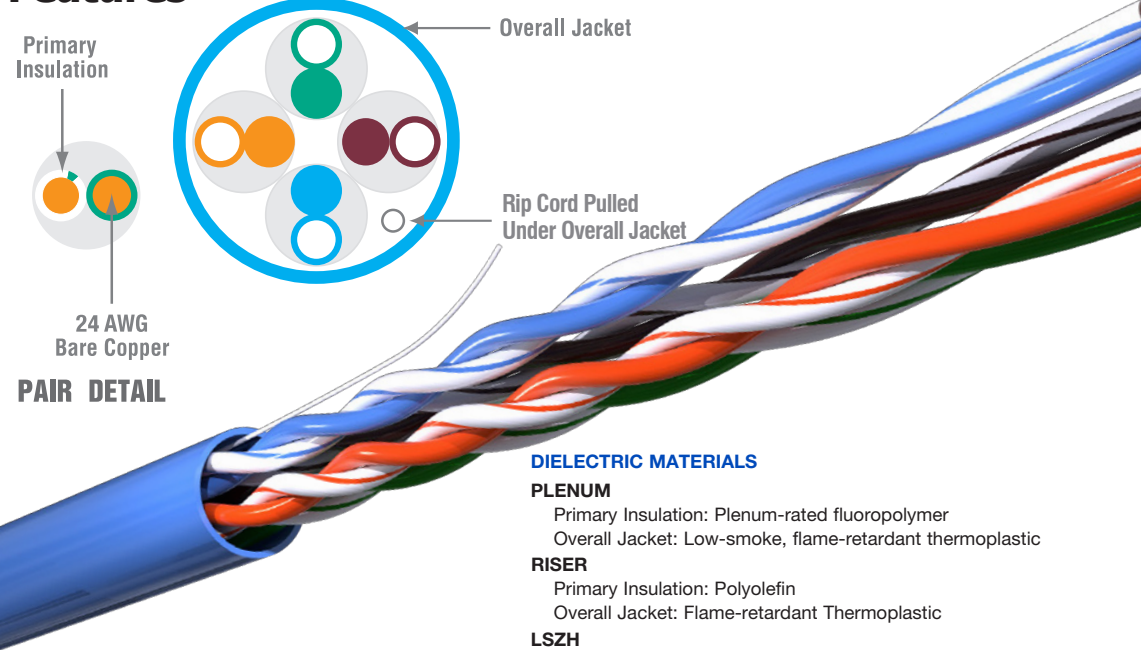 Features
Primary
Insulation
Overall Jacket
Rip Cord Pulled
Under Overall Jacket
24 AWG
Bare Copper
PAIR DETAIL
DIELECTRIC MATERIALS
PLENUM
Primary Insulation: Plenum-rated fluoropolymer
Overall Jacket: Low-smoke, flame-retardant thermoplastic
RISER
Primary Insulation: Polyolefin
Overall Jacket: Flame-retardant Thermoplastic
LSZH